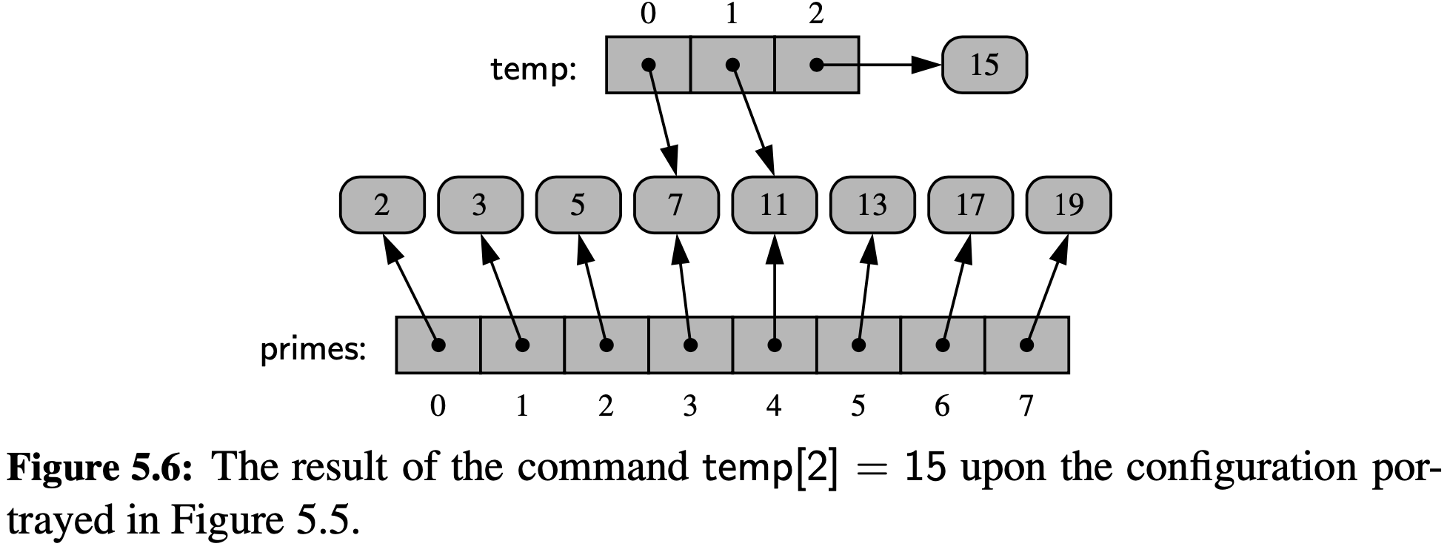 0 1 2
temp: 15
2 3 5 7 11 13 17 19
primes:
0 1 2 3 4 5 6 7
Figure 5.6: The result of the command temp[2] = 15 upon the configuration por-
trayed in Figure 5.5.